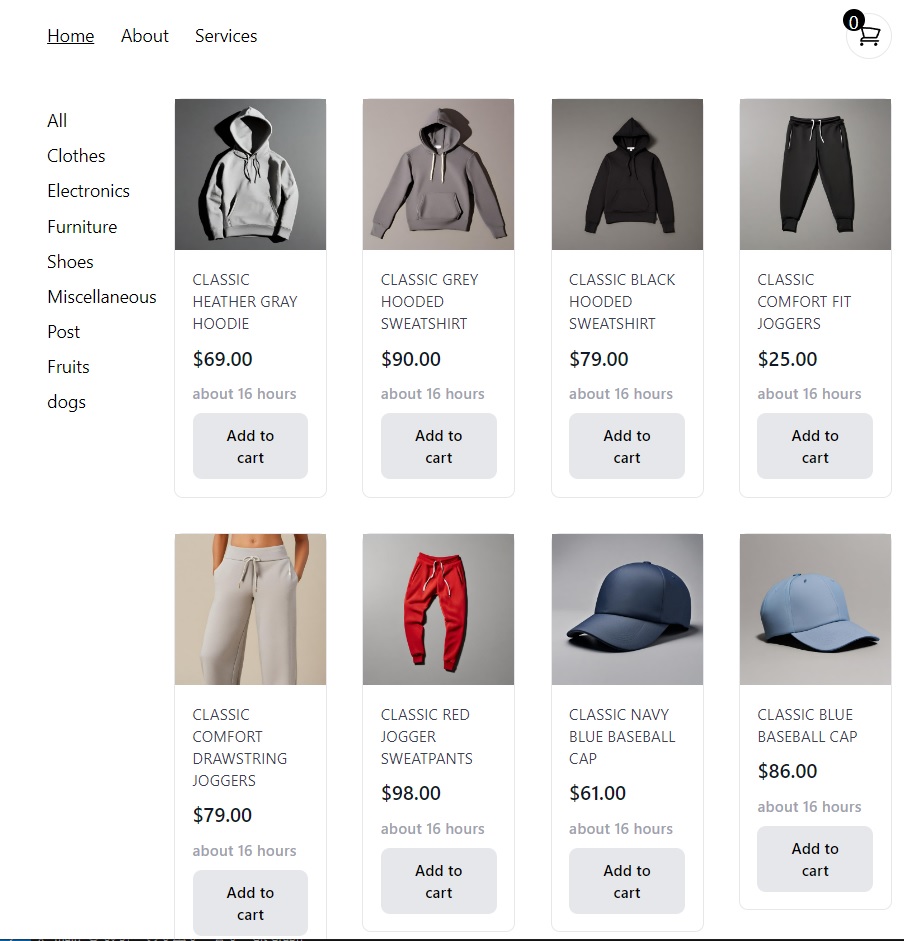 Home About Services
0
All
Clothes
Electronics
Furniture
Shoes
Miscellaneous
Post
Fruits
dogs
CLASSIC
HEATHER GRAY
HOODIE
$69.00
about 16 hours
Add to
cart
CLASSIC GREY
HOODED
SWEATSHIRT
$90.00
about 16 hours
Add to
cart
CLASSIC BLACK
HOODED
SWEATSHIRT
$79.00
about 16 hours
Add to
cart
CLASSIC
COMFORT FIT
JOGGERS
$25.00
about 16 hours
Add to
cart
CLASSIC
COMFORT
DRAWSTRING
JOGGERS
$79.00
about 16 hours
Add to
cart
CLASSIC RED
JOGGER
SWEATPANTS
$98.00
about 16 hours
Add to
cart
CLASSIC NAVY
BLUE BASEBALL
CAP
$61.00
about 16 hours
Add to
cart
CLASSIC BLUE
BASEBALL CAP
$86.00
about 16 hours
Add to
cart